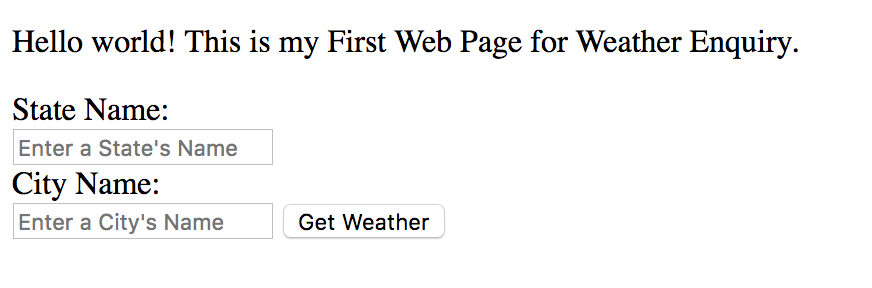 Hello world! This is my First Web Page for Weather Enquiry.
State Name:
Enter a State's Name
City Name:
Enter a City's Name Get Weather